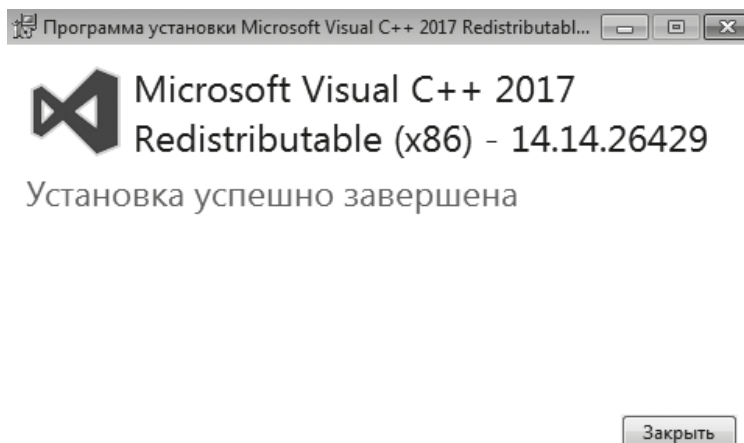 Программа установки Microsoft Visual C++ 2017 Redistributabl...
Microsoft Visual C++ 2017
Redistributable (x86) - 14.14.26429
Установка успешно завершена
Закрыть